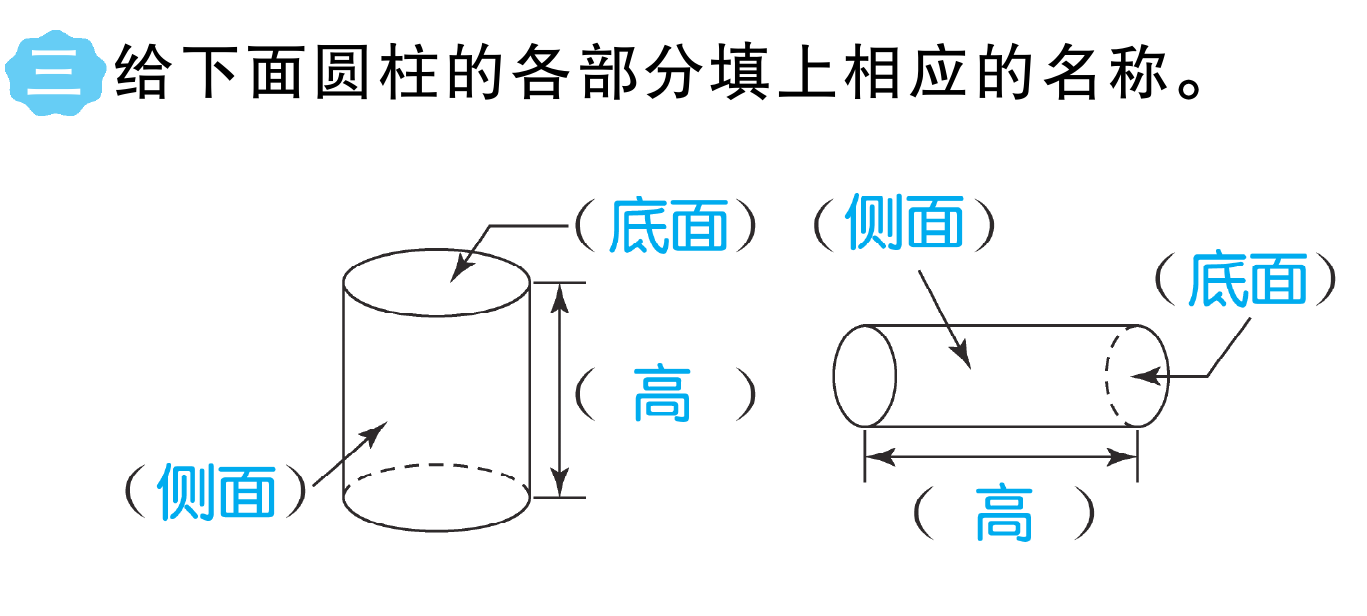 三 给下面圆柱的各部分填上相应的名称。
（底面）（侧面）
（底面）
（高）
（侧面）
（高）